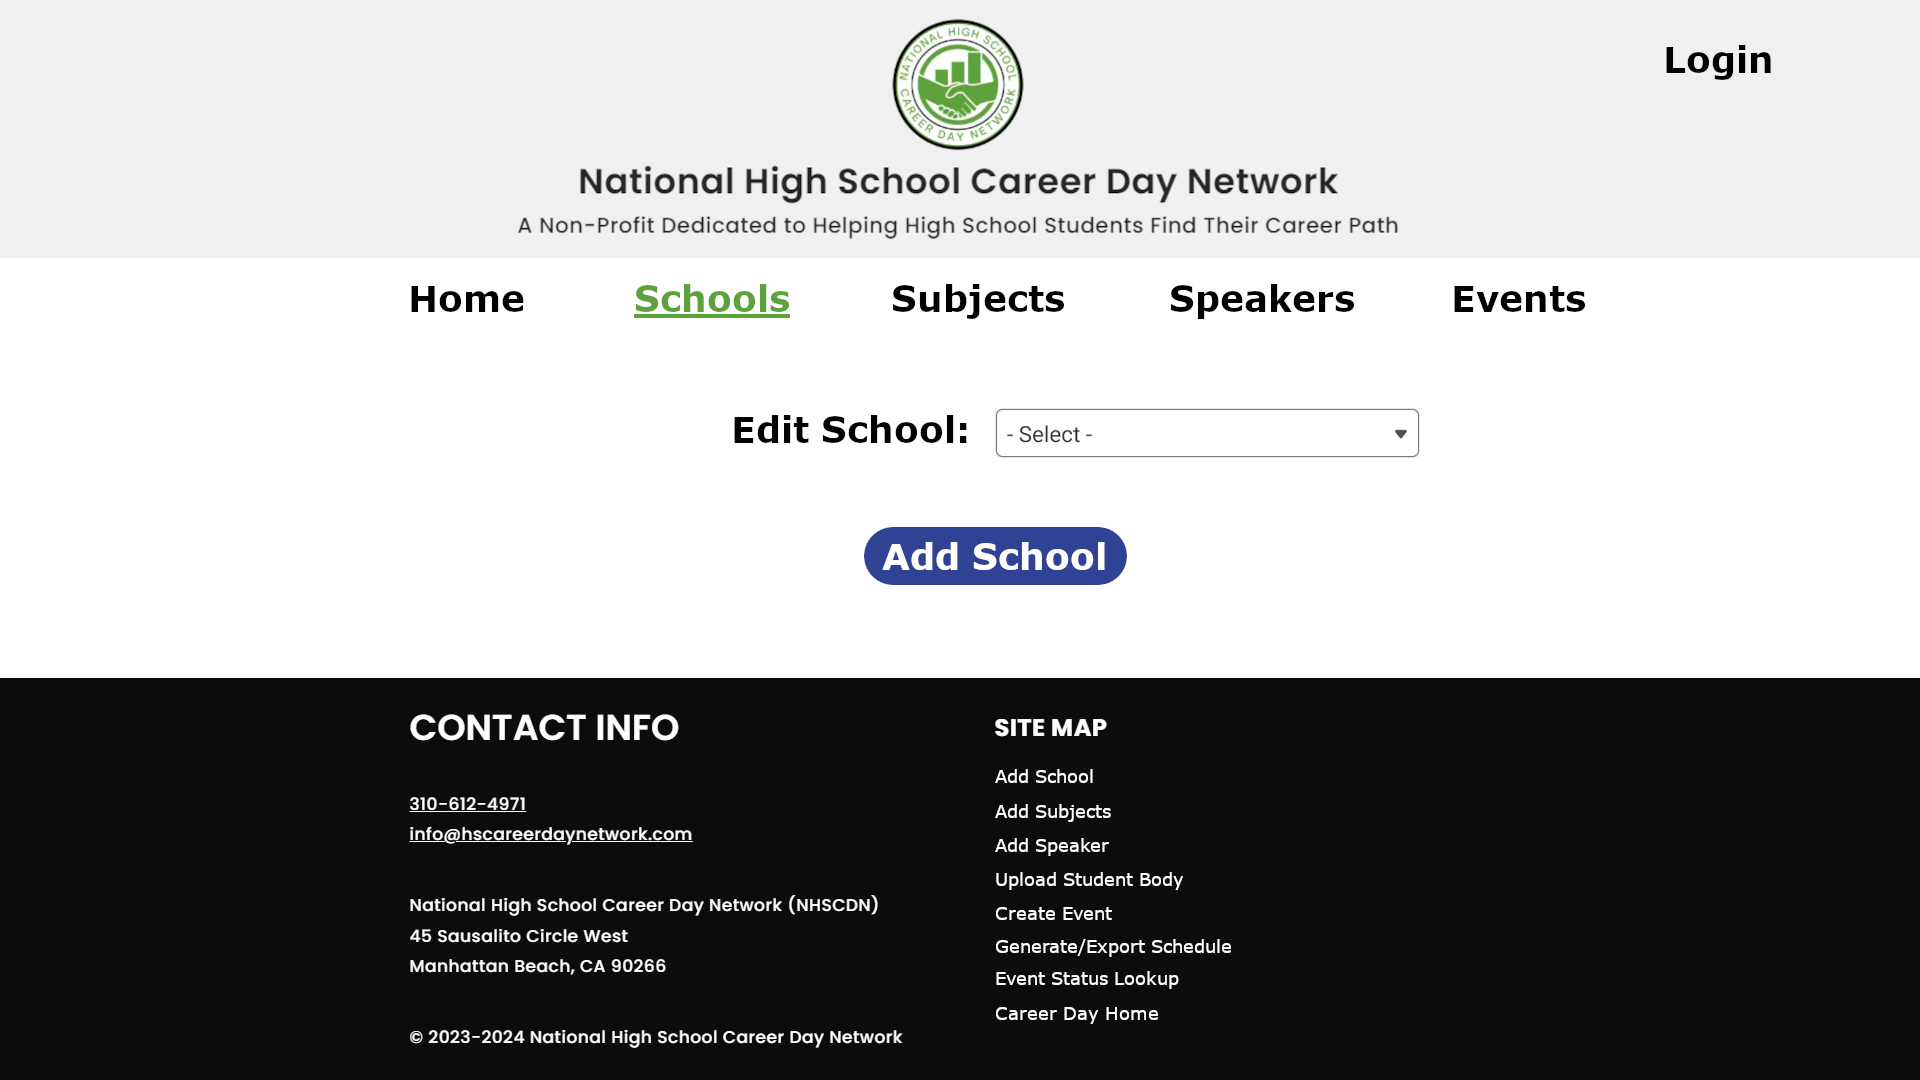 NATIONAL HIGH SCHOOL
CAREER DAY NETWORK
Login
National High School Career Day Network
A Non-Profit Dedicated to Helping High School Students Find Their Career Path
Home Schools Subjects Speakers Events
Edit School: - Select -
Add School
CONTACT INFO
310-612-4971
info@hscareerdaynetwork.com
National High School Career Day Network (NHSCDN)
45 Sausalito Circle West
Manhattan Beach, CA 90266
© 2023-2024 National High School Career Day Network
SITE MAP
Add School
Add Subjects
Add Speaker
Upload Student Body
Create Event
Generate/Export Schedule
Event Status Lookup
Career Day Home